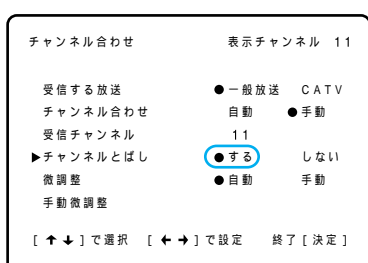 チャンネル合わせ 表示チャンネル 11
受信する放送 ●一般放送 CATV
チャンネル合わせ 自動 ●手動
受信チャンネル 11
▶チャンネルとばし ●する しない
微調整 ●自動 手動
手動微調整
[↑↓]で選択 [←→]で設定 終了[決定]